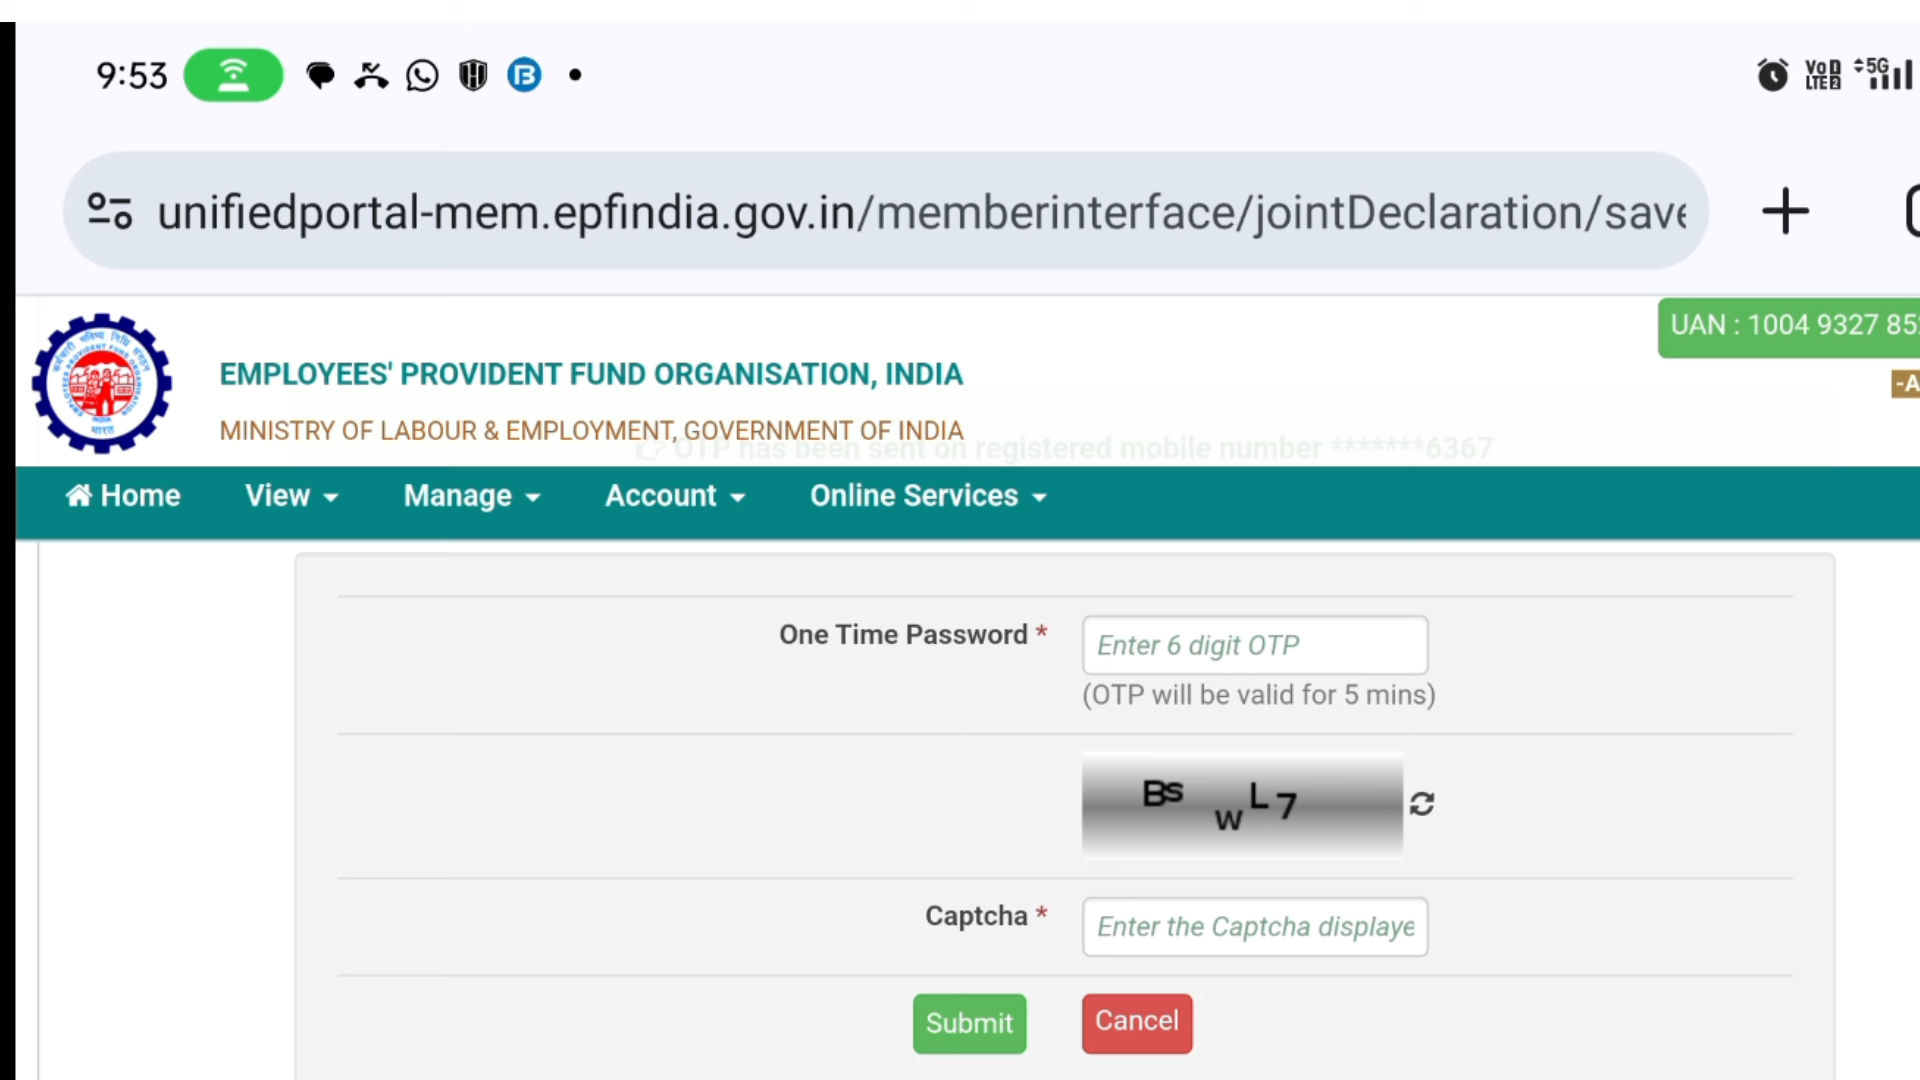 9:53
VoD
LTE2
5G
unifiedportal-mem.epfindia.gov.in/memberinterface/jointDeclaration/save
UAN : 1004 9327 85
EMPLOYEES' PROVIDENT FUND ORGANISATION, INDIA
-A
MINISTRY OF LABOUR & EMPLOYMENT, GOVERNMENT OF INDIA
OTP has been sent on registered mobile number *******6367
Home View Manage Account Online Services
One Time Password *
Enter 6 digit OTP
(OTP will be valid for 5 mins)
Bs w L 7
Captcha *
Enter the Captcha displaye
Submit Cancel